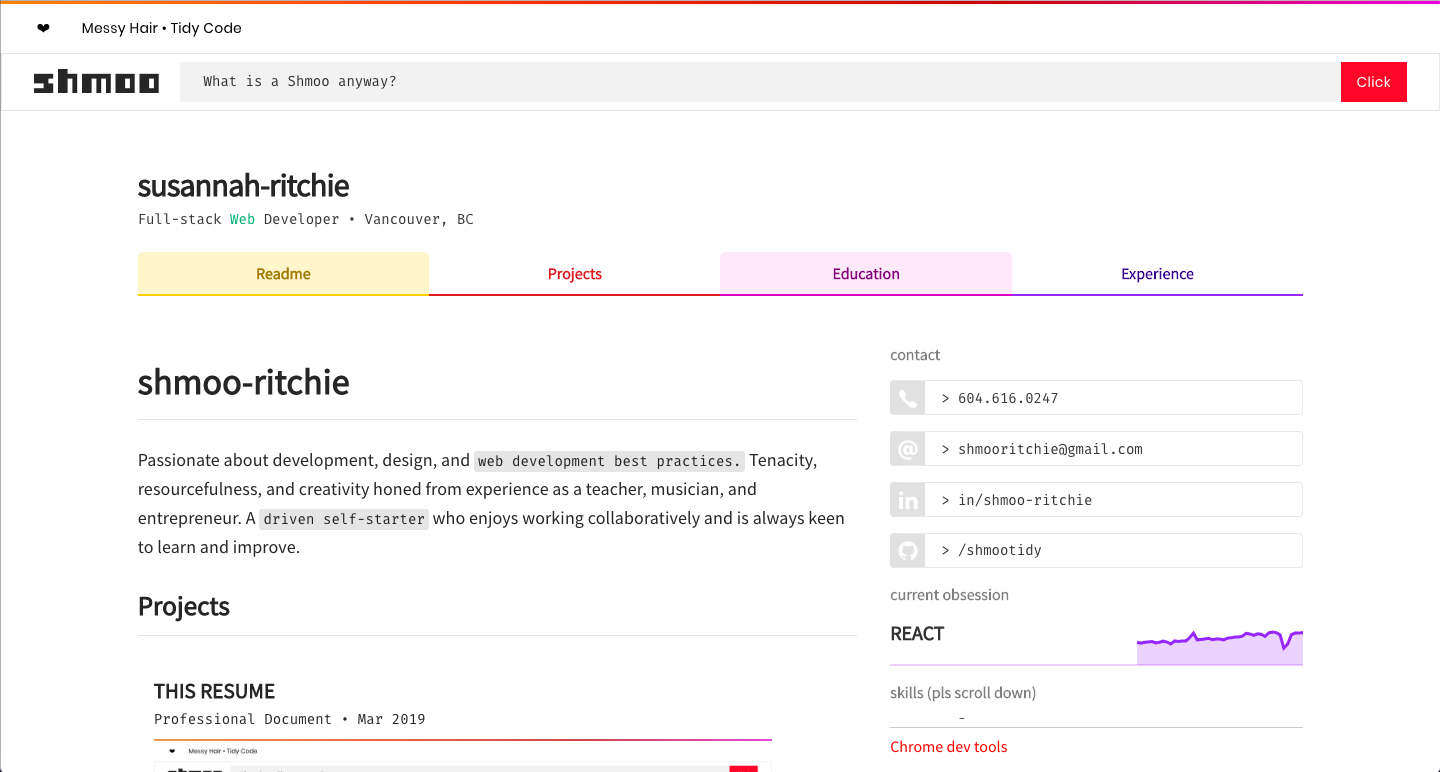 ❤ Messy Hair • Tidy Code
shmoo
What is a Shmoo anyway?
Click
susannah-ritchie
Full-stack Web Developer • Vancouver, BC
Readme
Projects
Education
Experience
shmoo-ritchie
Passionate about development, design, and web development best practices. Tenacity,
resourcefulness, and creativity honed from experience as a teacher, musician, and
entrepreneur. A driven self-starter who enjoys working collaboratively and is always keen
to learn and improve.
Projects
THIS RESUME
Professional Document • Mar 2019
❤ Messy Hair • Tidy Code
contact
> 604.616.0247
@ > shmooritchie@gmail.com
in > in/shmoo-ritchie
> /shmootidy
current obsession
REACT
skills (pls scroll down)
-
Chrome dev tools